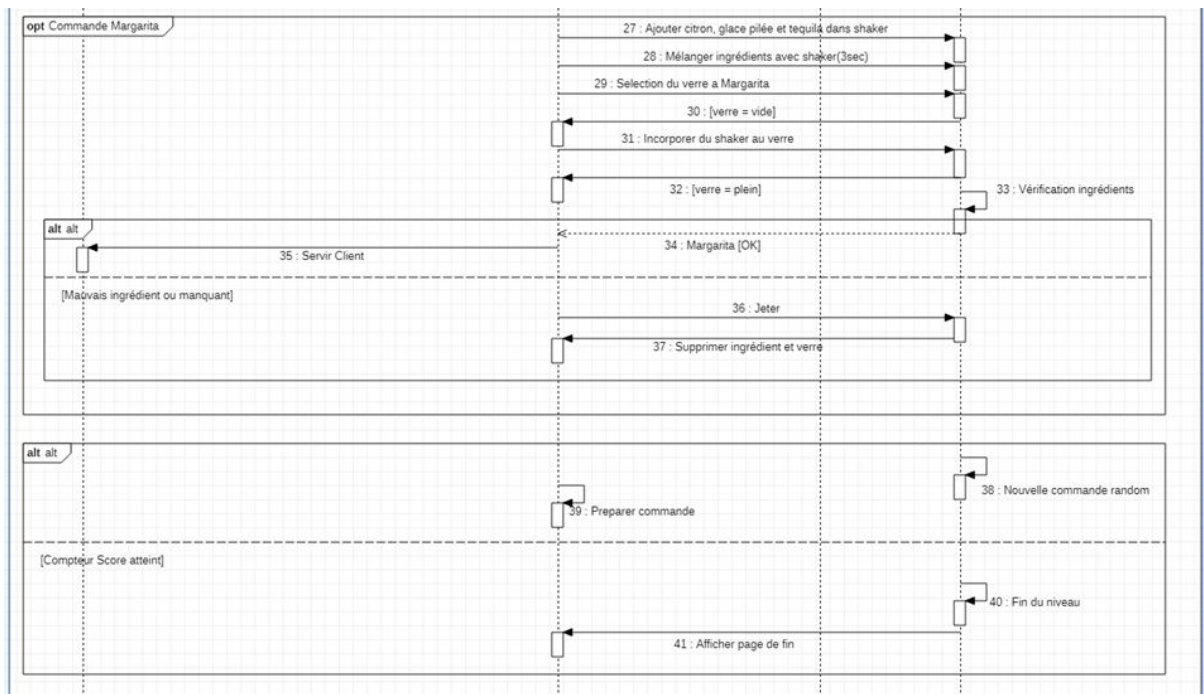 opt Commande Margarita
27 : Ajouter citron, glace pilée et tequila dans shaker
28 : Mélanger ingrédients avec shaker(3sec)
29 : Selection du verre a Margarita
30 : [verre = vide]
31 : Incorporer du shaker au verre
32 : [verre = plein]
33 : Vérification ingrédients
alt alt
34 : Margarita [OK]
35 : Servir Client
[Mauvais ingrédient ou manquant]
36 : Jeter
37 : Supprimer ingrédient et verre
alt alt
38 : Nouvelle commande random
39 : Preparer commande
[Compteur Score atteint]
40 : Fin du niveau
41 : Afficher page de fin